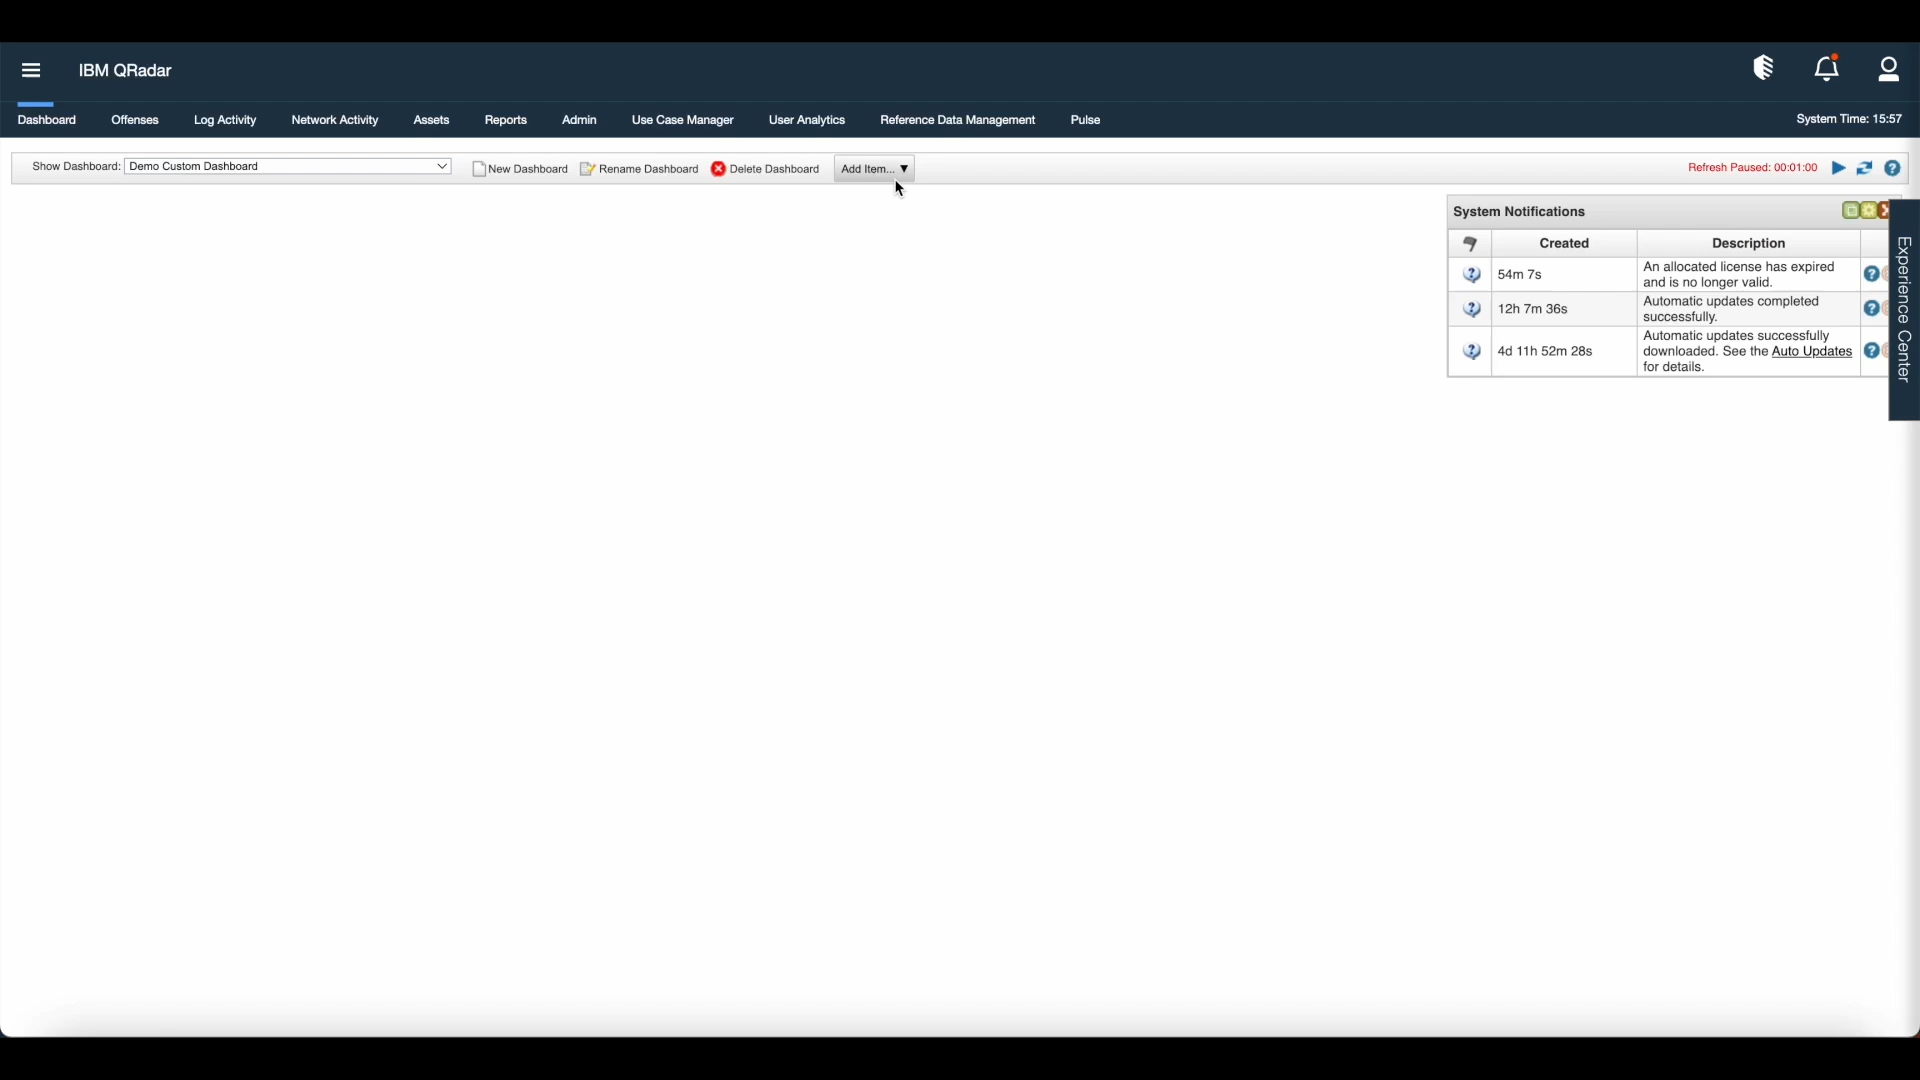 IBM QRadar
Dashboard Offenses Log Activity Network Activity Assets Reports Admin Use Case Manager User Analytics Reference Data Management Pulse System Time: 15:57
Show Dashboard: Demo Custom Dashboard New Dashboard Rename Dashboard Delete Dashboard Add Item... ▼ Refresh Paused: 00:01:00
System Notifications
Created Description
54m 7s An allocated license has expired
and is no longer valid.
12h 7m 36s Automatic updates completed
successfully.
4d 11h 52m 28s Automatic updates successfully
downloaded. See the Auto Updates
for details.
Experience Center